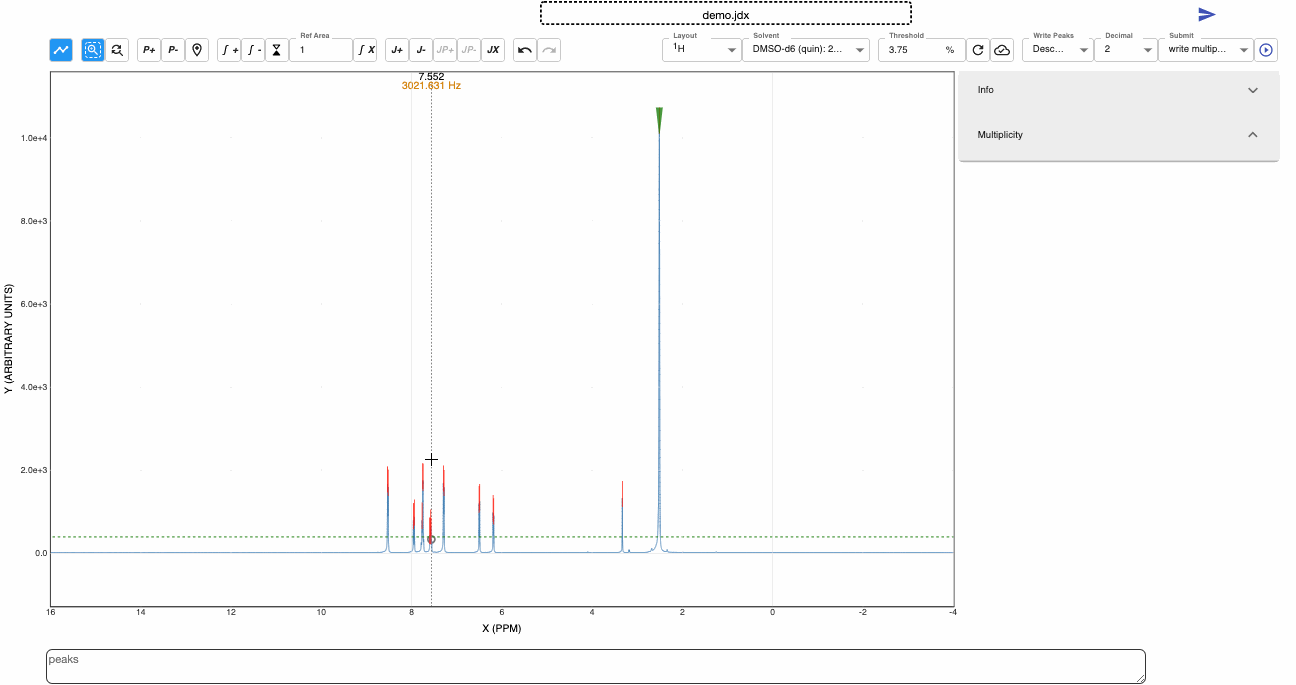 demo.jdx
Ref Area
Layout
Solvent
Threshold
Write Peaks
Decimal
Submit
P+ P- ∫ + ∫ - 1 ∫ X J+ J- JP+ JP- JX ¹H DMSO-d6 (quin): 2... 3.75 % Desc... 2 write multip...
7.552
3021.631 Hz
Info
Multiplicity
1.0e+4
8.0e+3
6.0e+3
4.0e+3
2.0e+3
0.0
Y (ARBITRARY UNITS)
16 14 12 10 8 6 4 2 0 -2 -4
X (PPM)
peaks